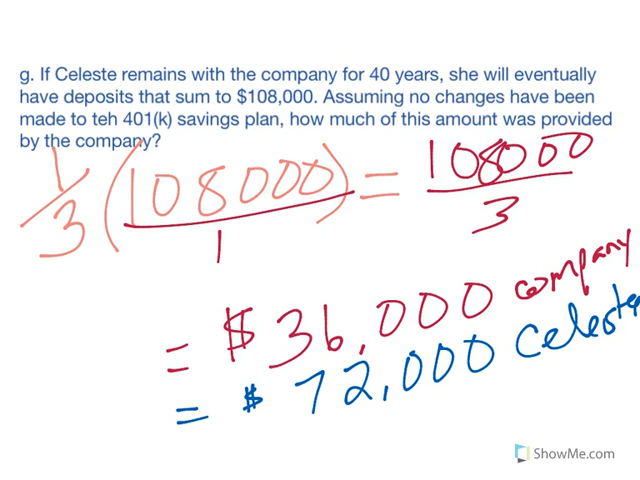 g. If Celeste remains with the company for 40 years, she will eventually
have deposits that sum to $108,000. Assuming no changes have been
made to teh 401(k) savings plan, how much of this amount was provided
by the company?
1/3 (108000/1) = 108000/3
= $36,000 company
= $72,000 Celeste
ShowMe.com